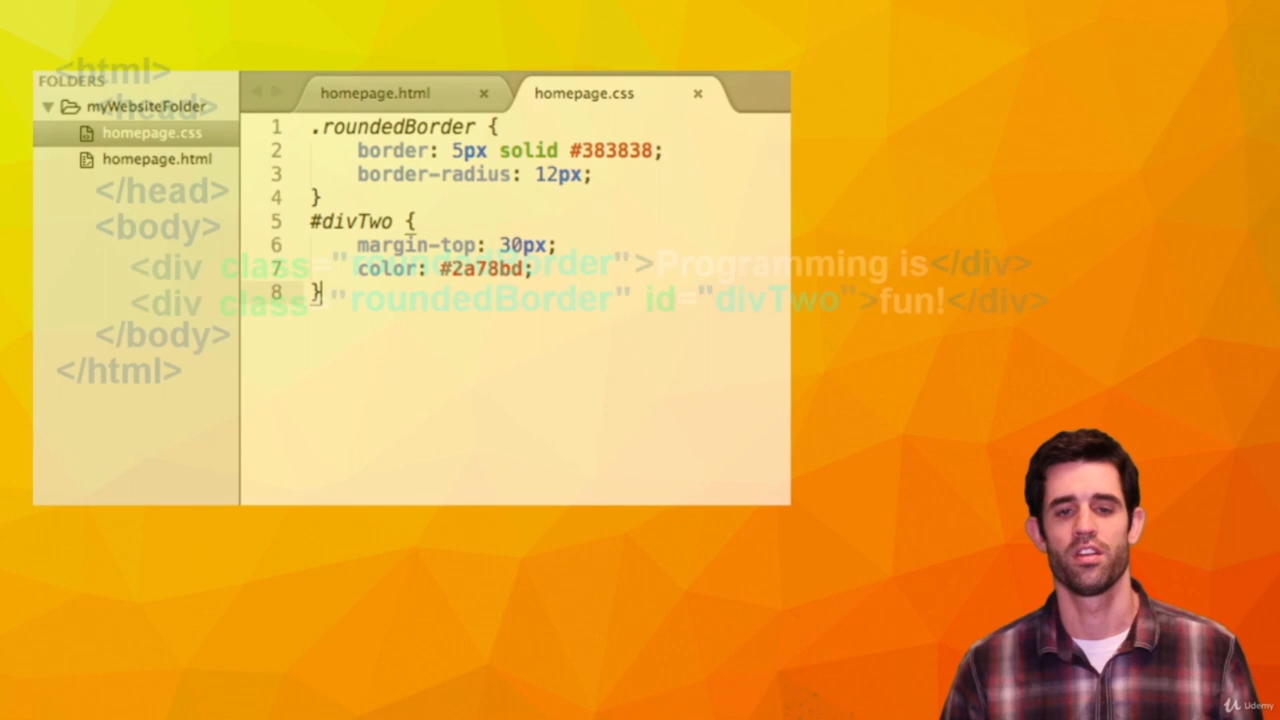 <html>
FOLDERS
<head>
myWebsiteFolder
homepage.css
homepage.html
</head>
<body>
<div class="roundedBorder">Programming is</div>
<div class="roundedBorder" id="divTwo">fun!</div>
</body>
</html>
homepage.html ×
homepage.css ×
1 .roundedBorder {
2 border: 5px solid #383838;
3 border-radius: 12px;
4 }
5 #divTwo {
6 margin-top: 30px;
7 color: #2a78bd;
8 }
Udemy